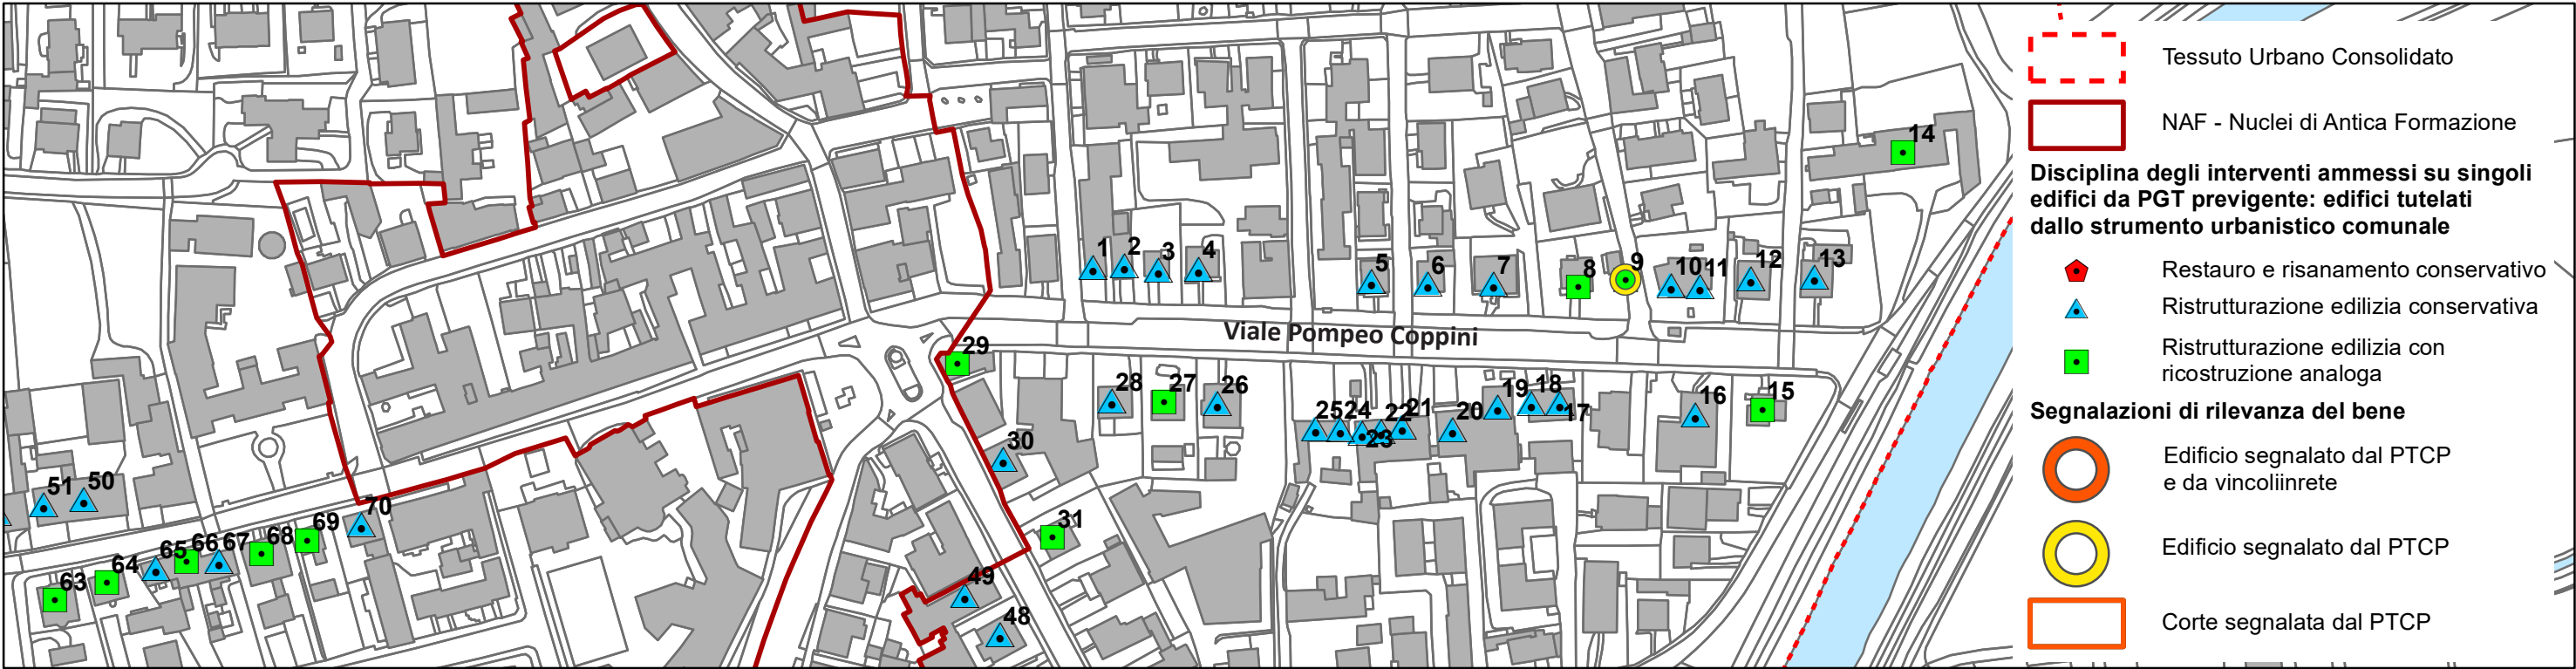 14
1 2 3 4 5 6 7 8 9 10 11 12 13
Viale Pompeo Coppini
29
28 27 26 25 24 23 22 21 20 19 18 17 16 15
30
31
51 50
70
63 64 65 66 67 68 69
49
48
Tessuto Urbano Consolidato
NAF - Nuclei di Antica Formazione
Disciplina degli interventi ammessi su singoli
edifici da PGT previgente: edifici tutelati
dallo strumento urbanistico comunale
Restauro e risanamento conservativo
Ristrutturazione edilizia conservativa
Ristrutturazione edilizia con
ricostruzione analoga
Segnalazioni di rilevanza del bene
Edificio segnalato dal PTCP
e da vincoliinrete
Edificio segnalato dal PTCP
Corte segnalata dal PTCP